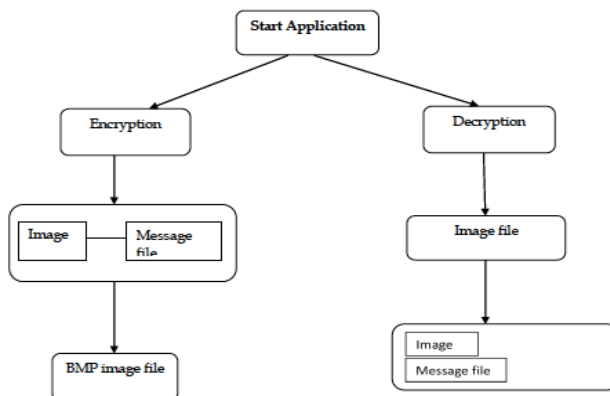 Start Application
Encryption
Decryption
Image
Message
file
Image file
BMP image file
Image
Message file